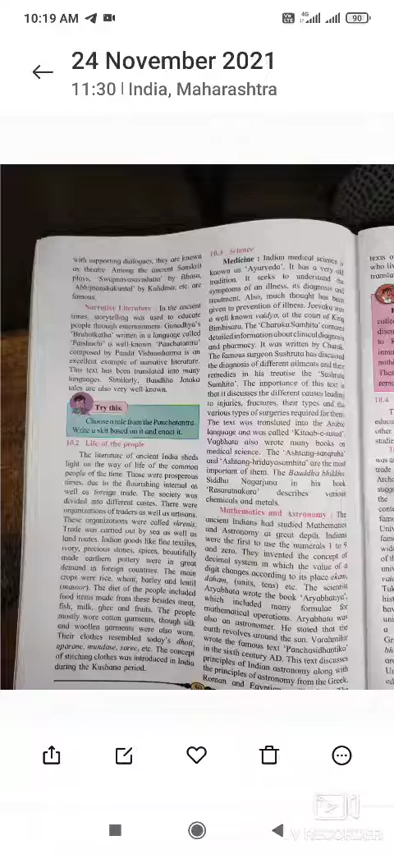 10:19 AM
90
24 November 2021
11:30 | India, Maharashtra
with supporting dialogues, they are known
as theatre. Among the ancient Sanskrit
plays, 'Swapnavasavadatta' by Bhasa,
'Abhijnanshakuntal' by Kalidasa, etc. are
famous.
Narrative Literature : In the ancient
times, storytelling was used to educate
people through entertainment. Gunadhya's
written in a language called
'Paishachi' is well-known. 'Panchatantra'
composed by Pandit Vishnusharma is an
excellent example of narrative literature.
This text has been translated into many
languages. Similarly, Bauddha Jataka
tales are also very well-known.
Try this.
Choose a tale from the Panchatantra.
Write a skit based on it and enact it.
10.2 Life of the people
The literature of ancient India sheds
light on the way of life of the common
people of the time. Those were prosperous
times, due to the flourishing internal as
well as foreign trade. The society was
divided into different castes. There were
organizations of traders as well as artisans.
These organizations were called shrenis.
Trade was carried out by sea as well as
land routes. Indian goods like fine textiles,
ivory, precious stones, spices, beautifully
made earthen pottery were in great
demand in foreign countries. The main
crops were rice, wheat, barley and lentil
(masoor). The diet of the people included
food items made from these besides meat,
fish, milk, ghee and fruits. The people
mostly wore cotton garments, though silk
and woollen garments were also worn.
Their clothes resembled today's dhoti,
uparane, mundase, saree, etc. The concept
of stitching clothes was introduced in India
during the Kushana period.
10.3 Science
Medicine : Indian medical science is
known as 'Ayurveda'. It has a very old
tradition. It seeks to understand the
symptoms of an illness, its diagnosis and
treatment. Also, much thought has been
given to prevention of illness. Jeevaka was
a well known vaidya, at the court of King
Bimbisara. The 'Charaka Samhita' contains
detailed information about clinical diagnosis
and pharmacy. It was written by Charak.
The famous surgeon Sushruta has discussed
the diagnosis of different ailments and their
remedies in his treatise the 'Sushruta
Samhita'. The importance of this text is
that it discusses the different causes leading
to injuries, fractures, their types and the
various types of surgeries required for them.
The text was translated into the Arabic
language and was called
Vagbhata also wrote many books on
medical science. The 'Ashtang-sangraha'
and 'Ashtang-hridaysamhita' are the most
important of them. The Bauddha bhikkhu
Siddha Nagarjuna in his book
'Rasaratnakara' describes various
chemicals and metals.
Mathematics and Astronomy : The
ancient Indians had studied Mathematics
and Astronomy at great depth. Indians
were the first to use the numerals 1 to 9
and zero. They invented the concept of
decimal system in which the value of a
digit changes according to its place ekam,
daham, (units, tens) etc. The scientist
Aryabhata wrote the book 'Aryabhatiya',
which included many formulae for
mathematical operations. Aryabhata was
also an astronomer. He stated that the
earth revolves around the sun. Varahmihir
wrote the famous text 'Panchasidhantika'
in the sixth century AD. This text discusses
principles of Indian astronomy along with
the principles of astronomy from the Greek,
Roman and Egyptian
texts o
who liv
10.4
V RECORDER